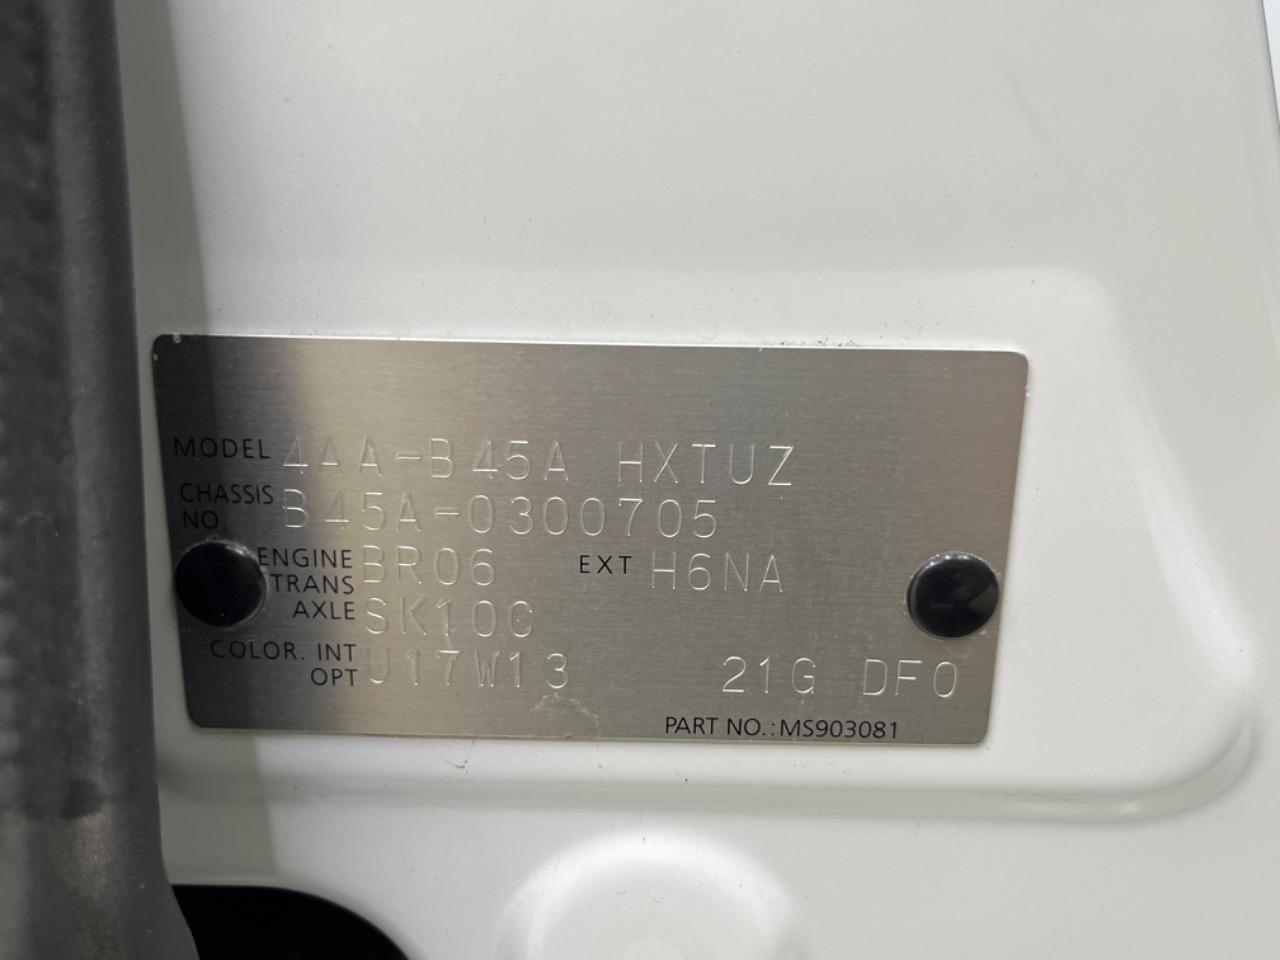 MODEL 4AA-B45A HXTUZ
CHASSIS NO. B45A-0300705
ENGINE BR06 EXT H6NA
TRANS AXLE SK10C
COLOR. INT OPT U17W13 21G DF0
PART NO.:MS903081